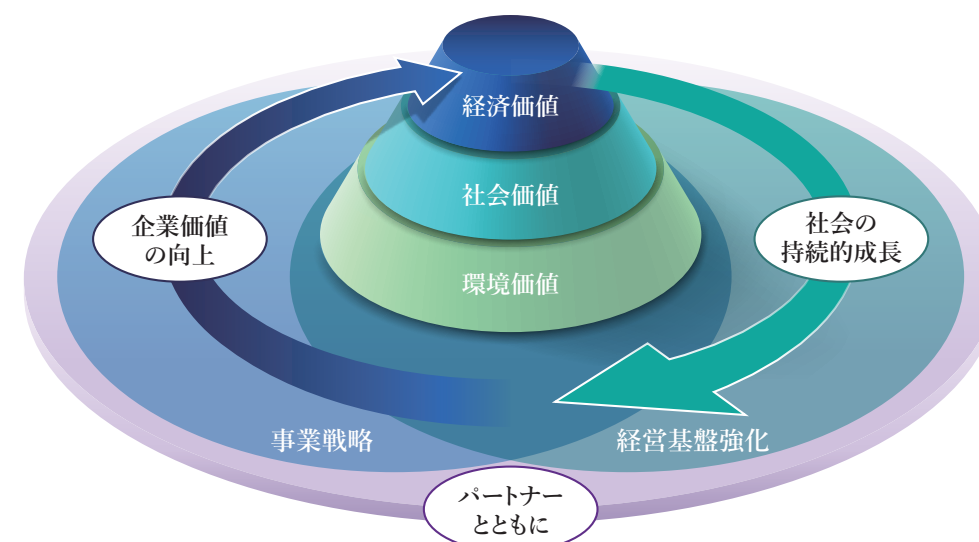 経済価値
社会価値
環境価値
企業価値
の向上
社会の
持続的成長
事業戦略
経営基盤強化
パートナー
とともに